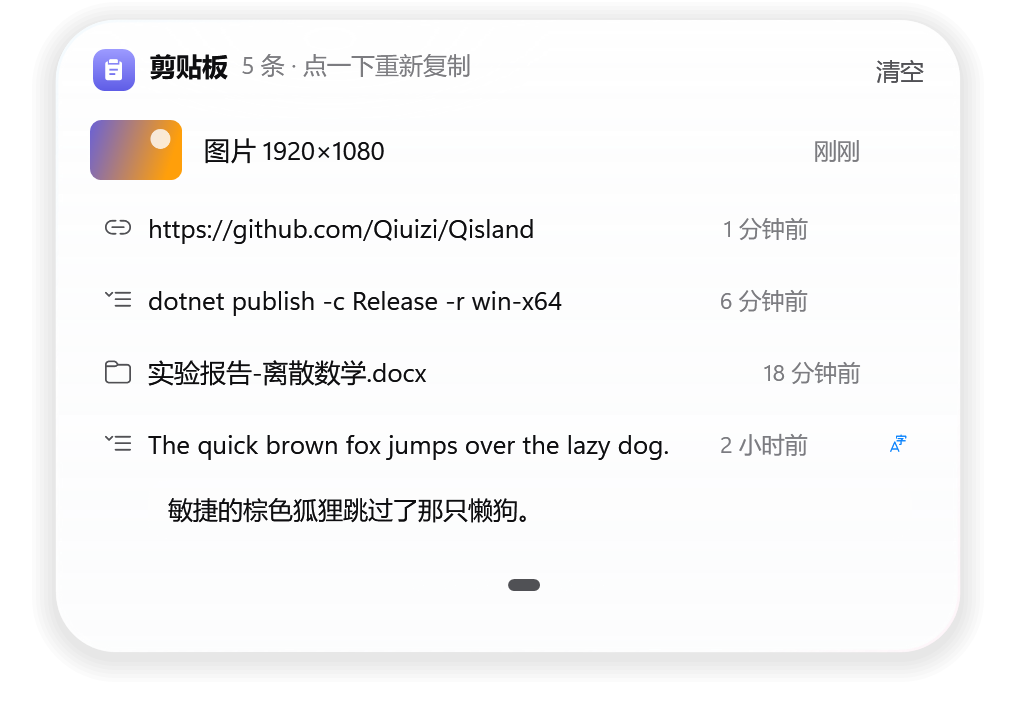 剪贴板 5 条 · 点一下重新复制 清空
图片 1920×1080 刚刚
https://github.com/Qiuizi/Qisland 1 分钟前
dotnet publish -c Release -r win-x64 6 分钟前
实验报告-离散数学.docx 18 分钟前
The quick brown fox jumps over the lazy dog. 2 小时前
敏捷的棕色狐狸跳过了那只懒狗。